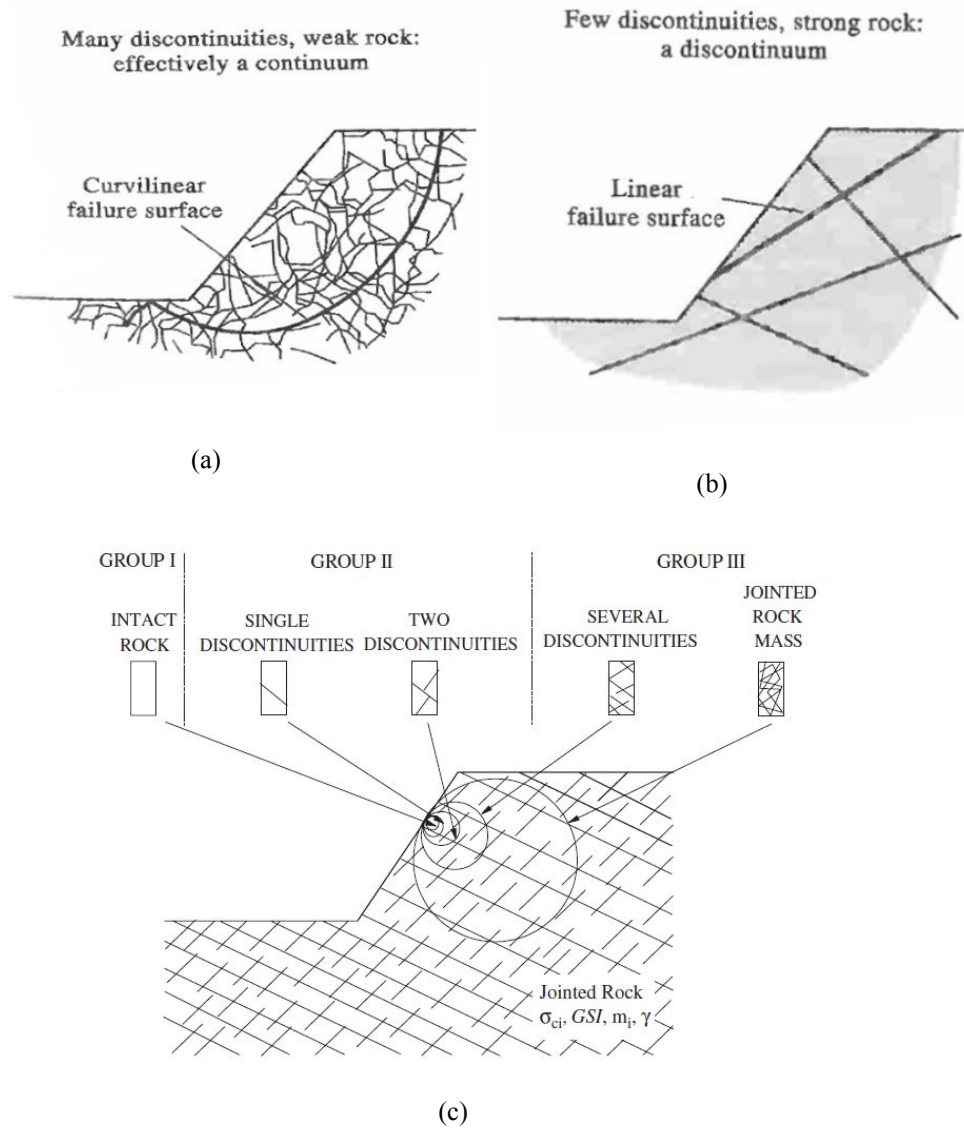 Many discontinuities, weak rock:
effectively a continuum
Curvilinear
failure surface
(a)
Few discontinuities, strong rock:
a discontinuum
Linear
failure surface
(b)
GROUP I
GROUP II
GROUP III
INTACT
ROCK
SINGLE
DISCONTINUITIES
TWO
DISCONTINUITIES
SEVERAL
DISCONTINUITIES
JOINTED
ROCK
MASS
Jointed Rock
σci, GSI, mi, γ
(c)